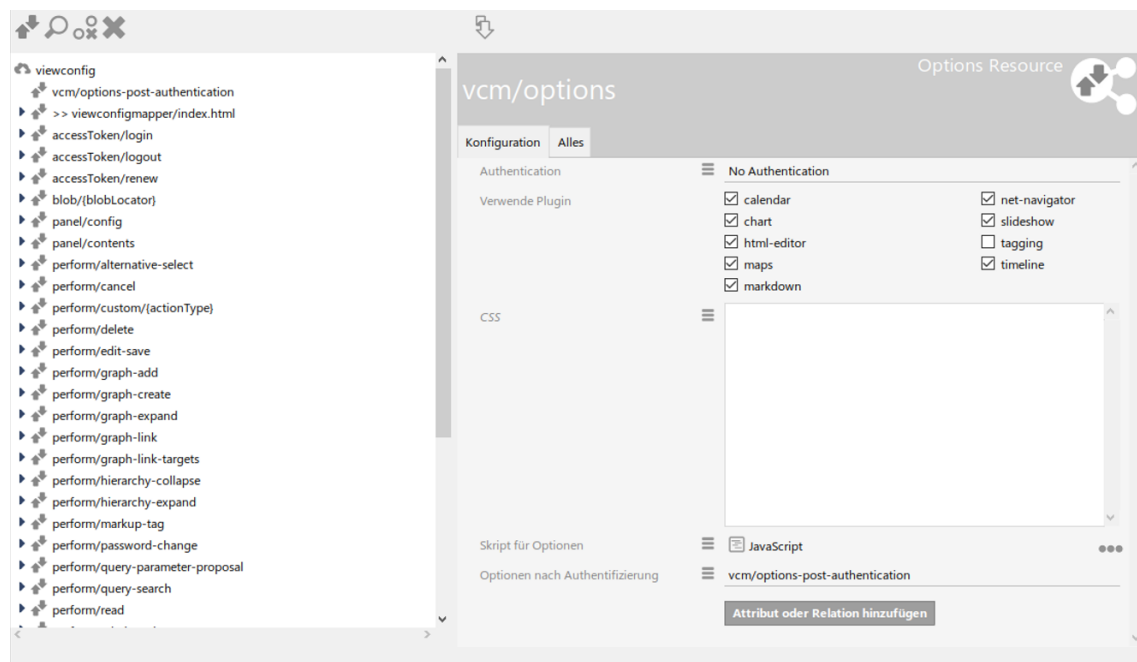 viewconfig
vcm/options-post-authentication
>> viewconfigmapper/index.html
accessToken/login
accessToken/logout
accessToken/renew
blob/{blobLocator}
panel/config
panel/contents
perform/alternative-select
perform/cancel
perform/custom/{actionType}
perform/delete
perform/edit-save
perform/graph-add
perform/graph-create
perform/graph-expand
perform/graph-link
perform/graph-link-targets
perform/hierarchy-collapse
perform/hierarchy-expand
perform/markup-tag
perform/password-change
perform/query-parameter-proposal
perform/query-search
perform/read
Options Resource
vcm/options
Konfiguration Alles
Authentication No Authentication
Verwende Plugin calendar net-navigator
chart slideshow
html-editor tagging
maps timeline
markdown
CSS
Skript für Optionen JavaScript
Optionen nach Authentifizierung vcm/options-post-authentication
Attribut oder Relation hinzufügen